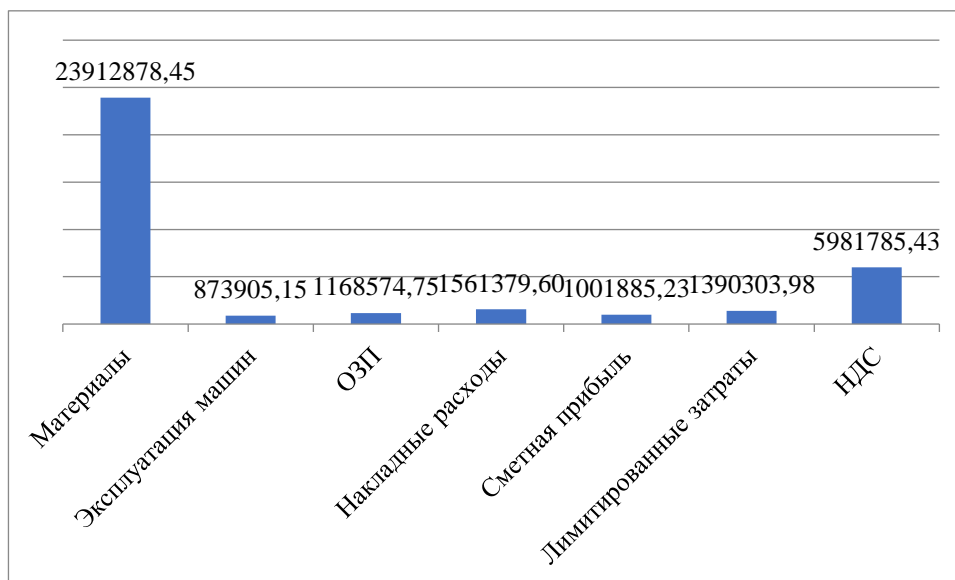 23912878,45
873905,15
1168574,75
1561379,60
1001885,23
1390303,98
5981785,43
Материалы
Эксплуатация машин
ОЗП
Накладные расходы
Сметная прибыль
Лимитированные затраты
НДС